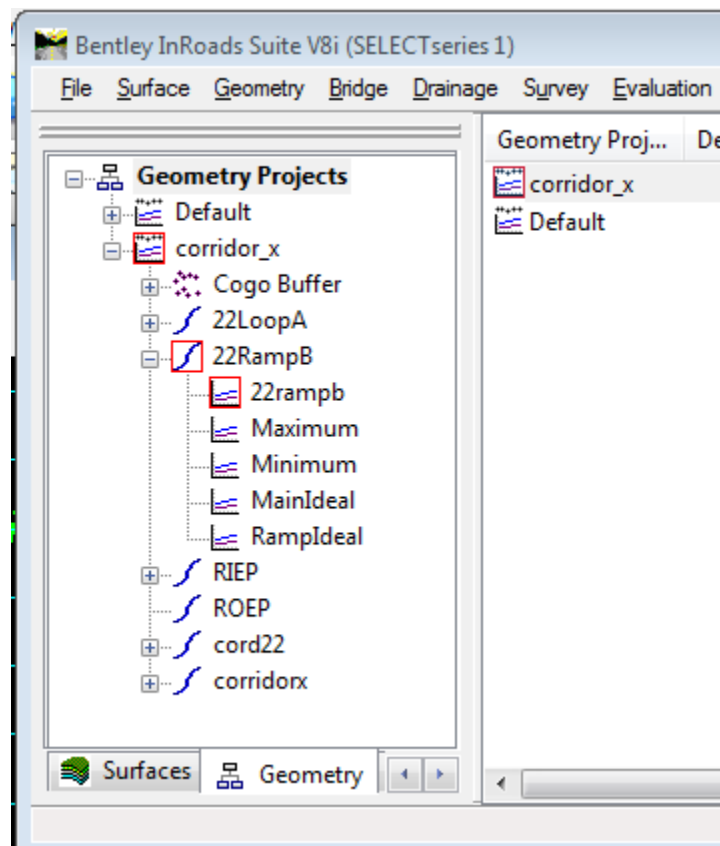 Bentley InRoads Suite V8i (SELECTseries 1)
File Surface Geometry Bridge Drainage Survey Evaluation
Geometry Proj... De
corridor_x
Default
Geometry Projects
Default
corridor_x
Cogo Buffer
22LoopA
22RampB
22rampb
Maximum
Minimum
MainIdeal
RampIdeal
RIEP
ROEP
cord22
corridorx
Surfaces Geometry